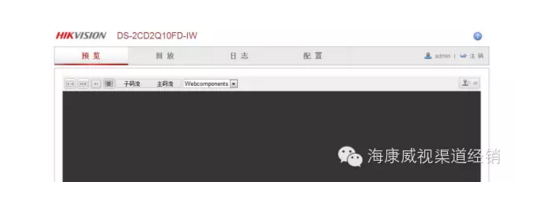 HIKVISION DS-2CD2Q10FD-IW
预览 回放 日志 配置 admin 注销
子码流 主码流 Webcomponents
海康威视渠道经销